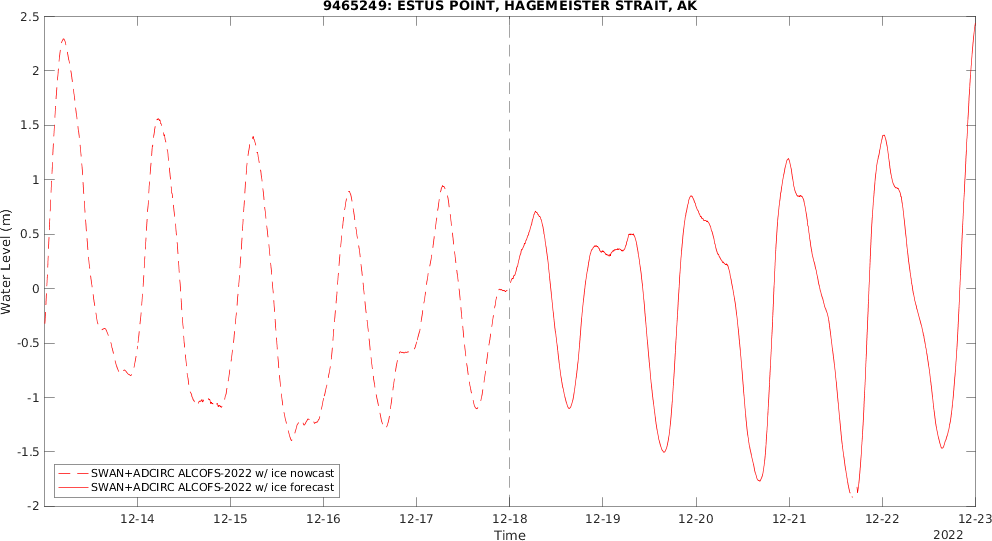 9465249: ESTUS POINT, HAGEMEISTER STRAIT, AK
2.5
2
1.5
1
0.5
0
-0.5
-1
-1.5
-2
Water Level (m)
SWAN+ADCIRC ALCOFS-2022 w/ ice nowcast
SWAN+ADCIRC ALCOFS-2022 w/ ice forecast
12-14 12-15 12-16 12-17 12-18 12-19 12-20 12-21 12-22 12-23
Time
2022